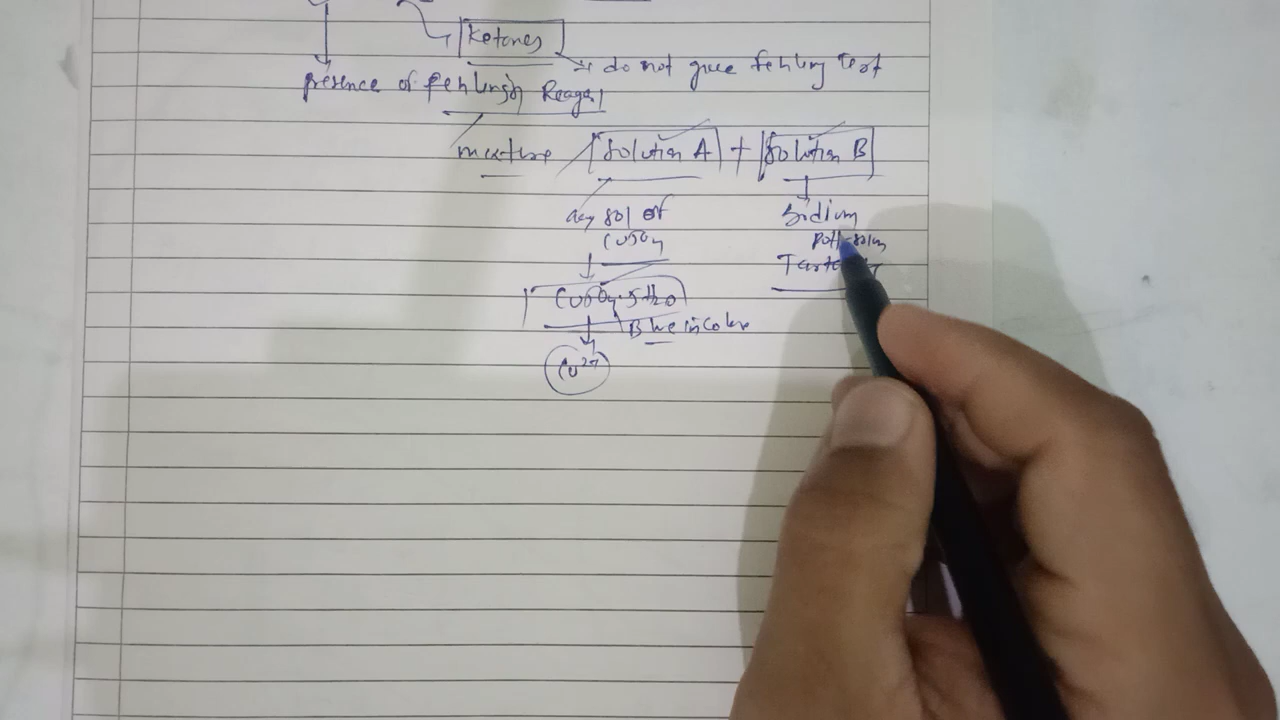 Ketones
do not give fehling Test
presence of fehling's Reagent
mixture Solution A + Solution B
aq sol of
CuSO4
Sodium
potassium
CuSO4.5H2O
Blue in color
Cu2+